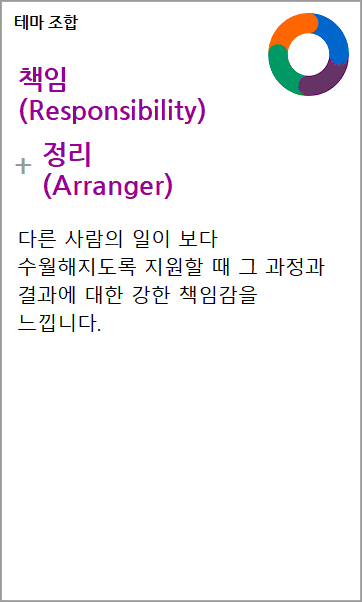 테마 조합
책임
(Responsibility)
+ 정리
(Arranger)
다른 사람의 일이 보다
수월해지도록 지원할 때 그 과정과
결과에 대한 강한 책임감을
느낍니다.